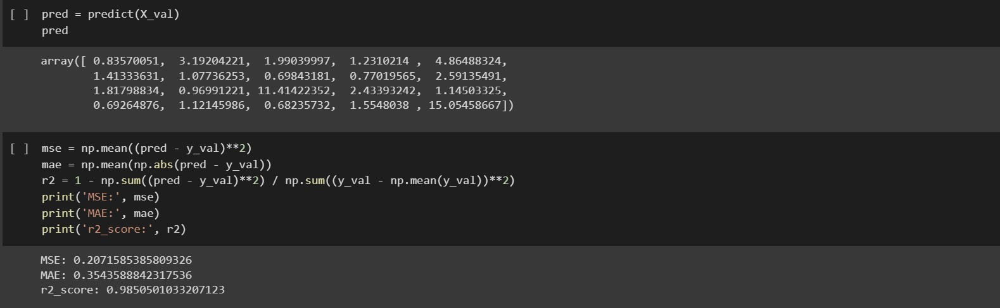 [ ] pred = predict(X_val)
pred
array([ 0.83570051,  3.19204221,  1.99039997,  1.2310214 ,  4.86488324,
1.41333631,  1.07736253,  0.69843181,  0.77019565,  2.59135491,
1.81798834,  0.96991221, 11.41422352,  2.43393242,  1.14503325,
0.69264876,  1.12145986,  0.68235732,  1.5548038 , 15.05458667])
[ ] mse = np.mean((pred - y_val)**2)
mae = np.mean(np.abs(pred - y_val))
r2 = 1 - np.sum((pred - y_val)**2) / np.sum((y_val - np.mean(y_val))**2)
print('MSE:', mse)
print('MAE:', mae)
print('r2_score:', r2)
MSE: 0.2071585385809326
MAE: 0.3543588842317536
r2_score: 0.9850501033207123